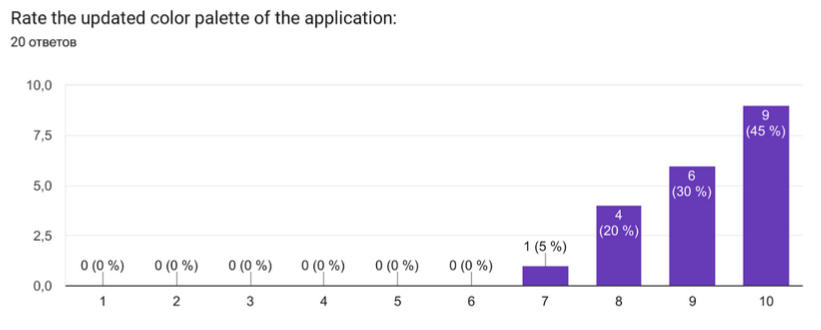 Rate the updated color palette of the application:
20 ответов
10,0
7,5
5,0
2,5
0,0
0 (0 %)
0 (0 %)
0 (0 %)
0 (0 %)
0 (0 %)
0 (0 %)
1 (5 %)
4
(20 %)
6
(30 %)
9
(45 %)
1 2 3 4 5 6 7 8 9 10